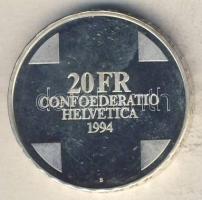 20 FR
CONFOEDERATIO
HELVETICA
1994
B